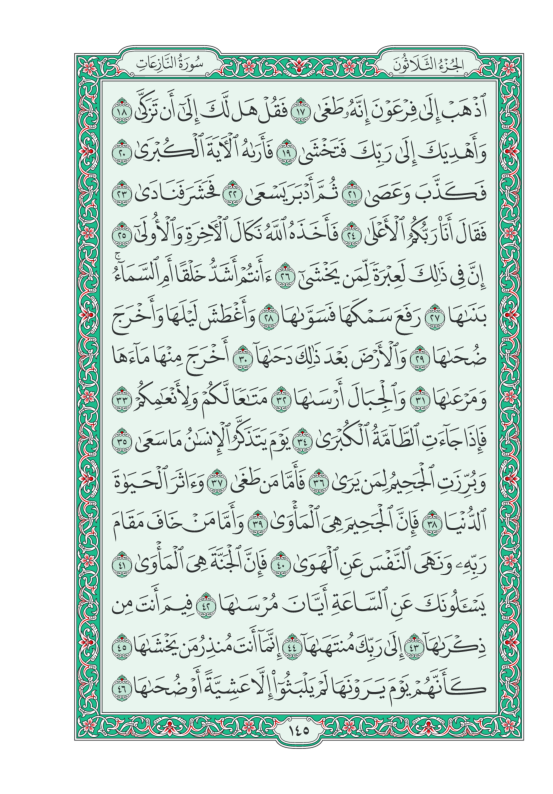 الجُزْءُ الثَّلَاثُونَ
سُورَةُ النَّازِعَاتِ
ٱذْهَبْ إِلَىٰ فِرْعَوْنَ إِنَّهُۥ طَغَىٰ ١٧ فَقُلْ هَل لَّكَ إِلَىٰٓ أَن تَزَكَّىٰ ١٨
وَأَهْدِيَكَ إِلَىٰ رَبِّكَ فَتَخْشَىٰ ١٩ فَأَرَىٰهُ ٱلْأٓيَةَ ٱلْكُبْرَىٰ ٢٠
فَكَذَّبَ وَعَصَىٰ ٢١ ثُمَّ أَدْبَرَ يَسْعَىٰ ٢٢ فَحَشَرَ فَنَادَىٰ ٢٣
فَقَالَ أَنَا۠ رَبُّكُمُ ٱلْأَعْلَىٰ ٢٤ فَأَخَذَهُ ٱللَّهُ نَكَالَ ٱلْأٓخِرَةِ وَٱلْأُولَىٰٓ ٢٥
إِنَّ فِى ذَٰلِكَ لَعِبْرَةً لِّمَن يَخْشَىٰٓ ٢٦ ءَأَنتُمْ أَشَدُّ خَلْقًا أَمِ ٱلسَّمَآءُۚ
بَنَىٰهَا ٢٧ رَفَعَ سَمْكَهَا فَسَوَّىٰهَا ٢٨ وَأَغْطَشَ لَيْلَهَا وَأَخْرَجَ
ضُحَىٰهَا ٢٩ وَٱلْأَرْضَ بَعْدَ ذَٰلِكَ دَحَىٰهَآ ٣٠ أَخْرَجَ مِنْهَا مَآءَهَا
وَمَرْعَىٰهَا ٣١ وَٱلْجِبَالَ أَرْسَىٰهَا ٣٢ مَتَٰعًا لَّكُمْ وَلِأَنْعَٰمِكُمْ ٣٣
فَإِذَا جَآءَتِ ٱلطَّآمَّةُ ٱلْكُبْرَىٰ ٣٤ يَوْمَ يَتَذَكَّرُ ٱلْإِنسَٰنُ مَا سَعَىٰ ٣٥
وَبُرِّزَتِ ٱلْجَحِيمُ لِمَن يَرَىٰ ٣٦ فَأَمَّا مَن طَغَىٰ ٣٧ وَءَاثَرَ ٱلْحَيَوٰةَ
ٱلدُّنْيَا ٣٨ فَإِنَّ ٱلْجَحِيمَ هِىَ ٱلْمَأْوَىٰ ٣٩ وَأَمَّا مَنْ خَافَ مَقَامَ
رَبِّهِۦ وَنَهَى ٱلنَّفْسَ عَنِ ٱلْهَوَىٰ ٤٠ فَإِنَّ ٱلْجَنَّةَ هِىَ ٱلْمَأْوَىٰ ٤١
يَسْـَٔلُونَكَ عَنِ ٱلسَّاعَةِ أَيَّانَ مُرْسَىٰهَا ٤٢ فِيمَ أَنتَ مِن
ذِكْرَىٰهَآ ٤٣ إِلَىٰ رَبِّكَ مُنتَهَىٰهَآ ٤٤ إِنَّمَآ أَنتَ مُنذِرُ مَن يَخْشَىٰهَا ٤٥
كَأَنَّهُمْ يَوْمَ يَرَوْنَهَا لَمْ يَلْبَثُوٓا۟ إِلَّا عَشِيَّةً أَوْ ضُحَىٰهَا ٤٦
١٤٥